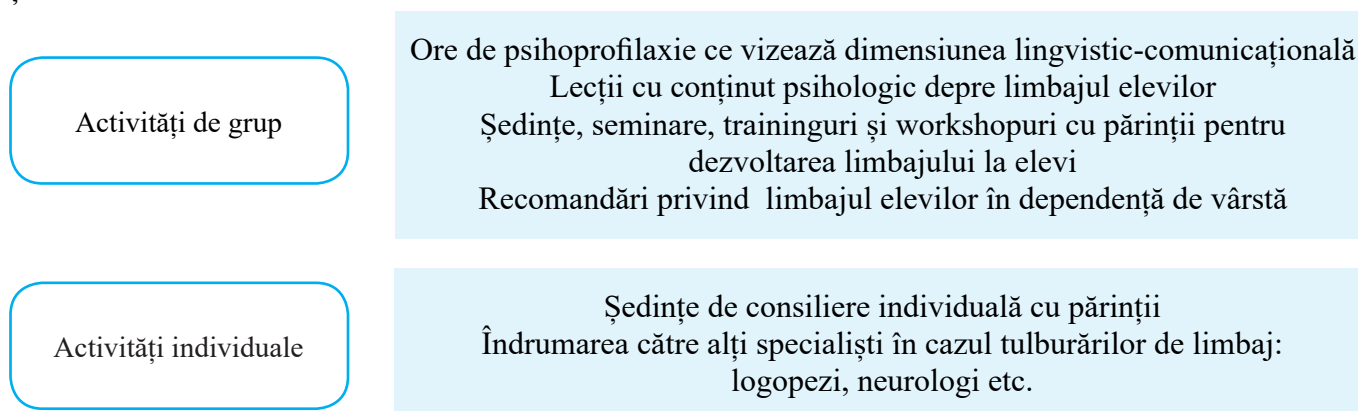 Activități de grup
Ore de psihoprofilaxie ce vizează dimensiunea lingvistic-comunicațională
Lecții cu conținut psihologic depre limbajul elevilor
Ședințe, seminare, traininguri și workshopuri cu părinții pentru
dezvoltarea limbajului la elevi
Recomandări privind limbajul elevilor în dependență de vârstă
Activități individuale
Ședințe de consiliere individuală cu părinții
Îndrumarea către alți specialiști în cazul tulburărilor de limbaj:
logopezi, neurologi etc.